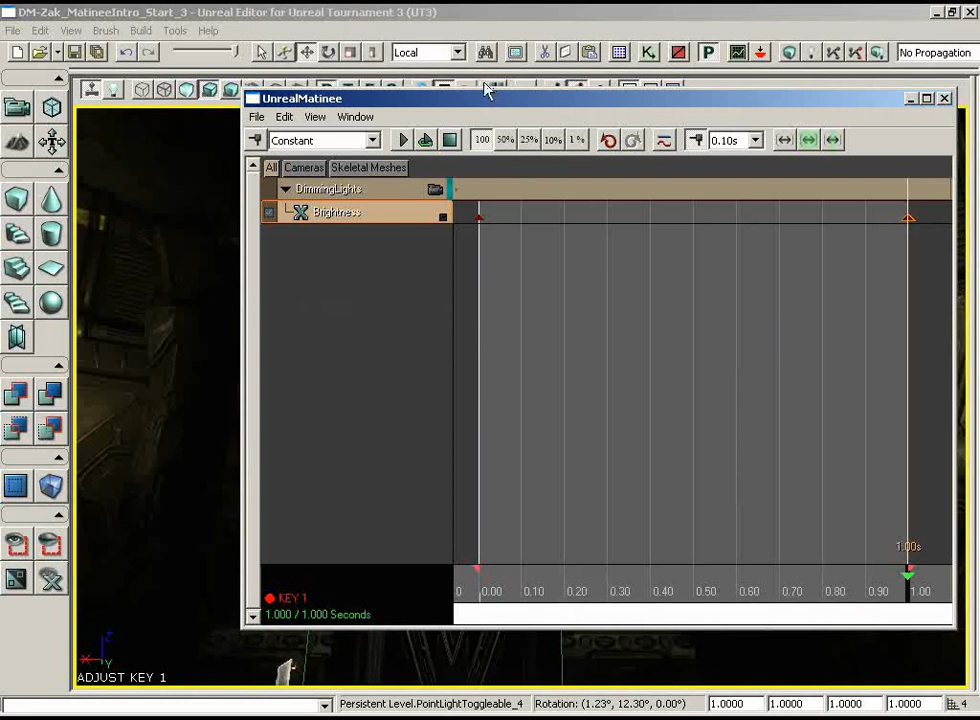 DM-Zak_MatineeIntro_Start_3 - Unreal Editor for Unreal Tournament 3 (UT3)
File Edit View Brush Build Tools Help
Local
P
No Propagation
UnrealMatinee
File Edit View Window
Constant
100 50% 25% 10% 1 %
0.10s
All Cameras Skeletal Meshes
DimmingLights
Brightness
1.00s
0 0.00 0.10 0.20 0.30 0.40 0.50 0.60 0.70 0.80 0.90 1.00
KEY 1
1.000 / 1.000 Seconds
Z
X
Y
ADJUST KEY 1
Persistent Level.PointLightToggleable_4 Rotation: (1.23°, 12.30°, 0.00°) 1.0000 1.0000 1.0000 1.0000 4